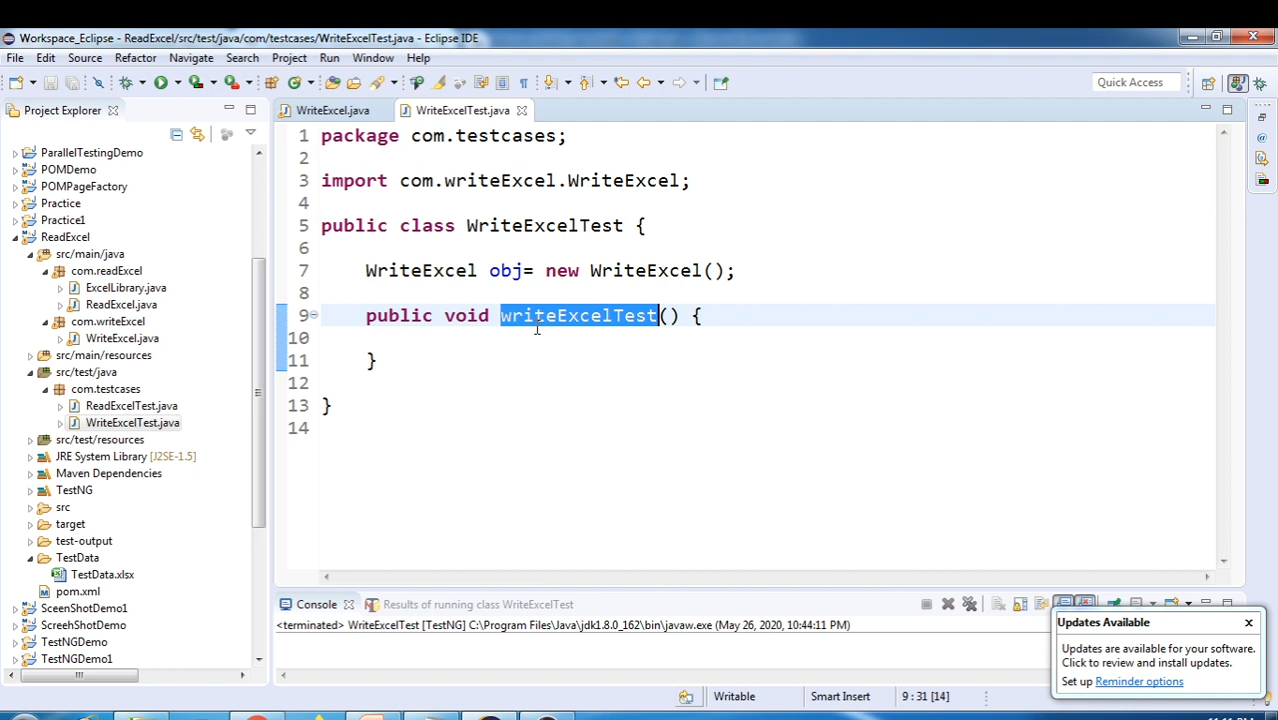 Workspace_Eclipse - ReadExcel/src/test/java/com/testcases/WriteExcelTest.java - Eclipse IDE
File Edit Source Refactor Navigate Search Project Run Window Help
Quick Access
Project Explorer
ParallelTestingDemo
POMDemo
POMPageFactory
Practice
Practice1
ReadExcel
src/main/java
com.readExcel
ExcelLibrary.java
ReadExcel.java
com.writeExcel
WriteExcel.java
src/main/resources
src/test/java
com.testcases
ReadExcelTest.java
WriteExcelTest.java
src/test/resources
JRE System Library [J2SE-1.5]
Maven Dependencies
TestNG
src
target
test-output
TestData
TestData.xlsx
pom.xml
SceenShotDemo1
ScreehShotDemo
TestNGDemo
TestNGDemo1
WriteExcel.java WriteExcelTest.java
1 package com.testcases;
2
3 import com.writeExcel.WriteExcel;
4
5 public class WriteExcelTest {
6
7 WriteExcel obj= new WriteExcel();
8
9 public void writeExcelTest() {
10
11 }
12
13 }
14
Console Results of running class WriteExcelTest
<terminated> WriteExcelTest [TestNG] C:\Program Files\Java\jdk1.8.0_162\bin\javaw.exe (May 26, 2020, 10:44:11 PM)
Updates Available
Updates are available for your software.
Click to review and install updates.
Set up Reminder options
Writable Smart Insert 9 : 31 [14]